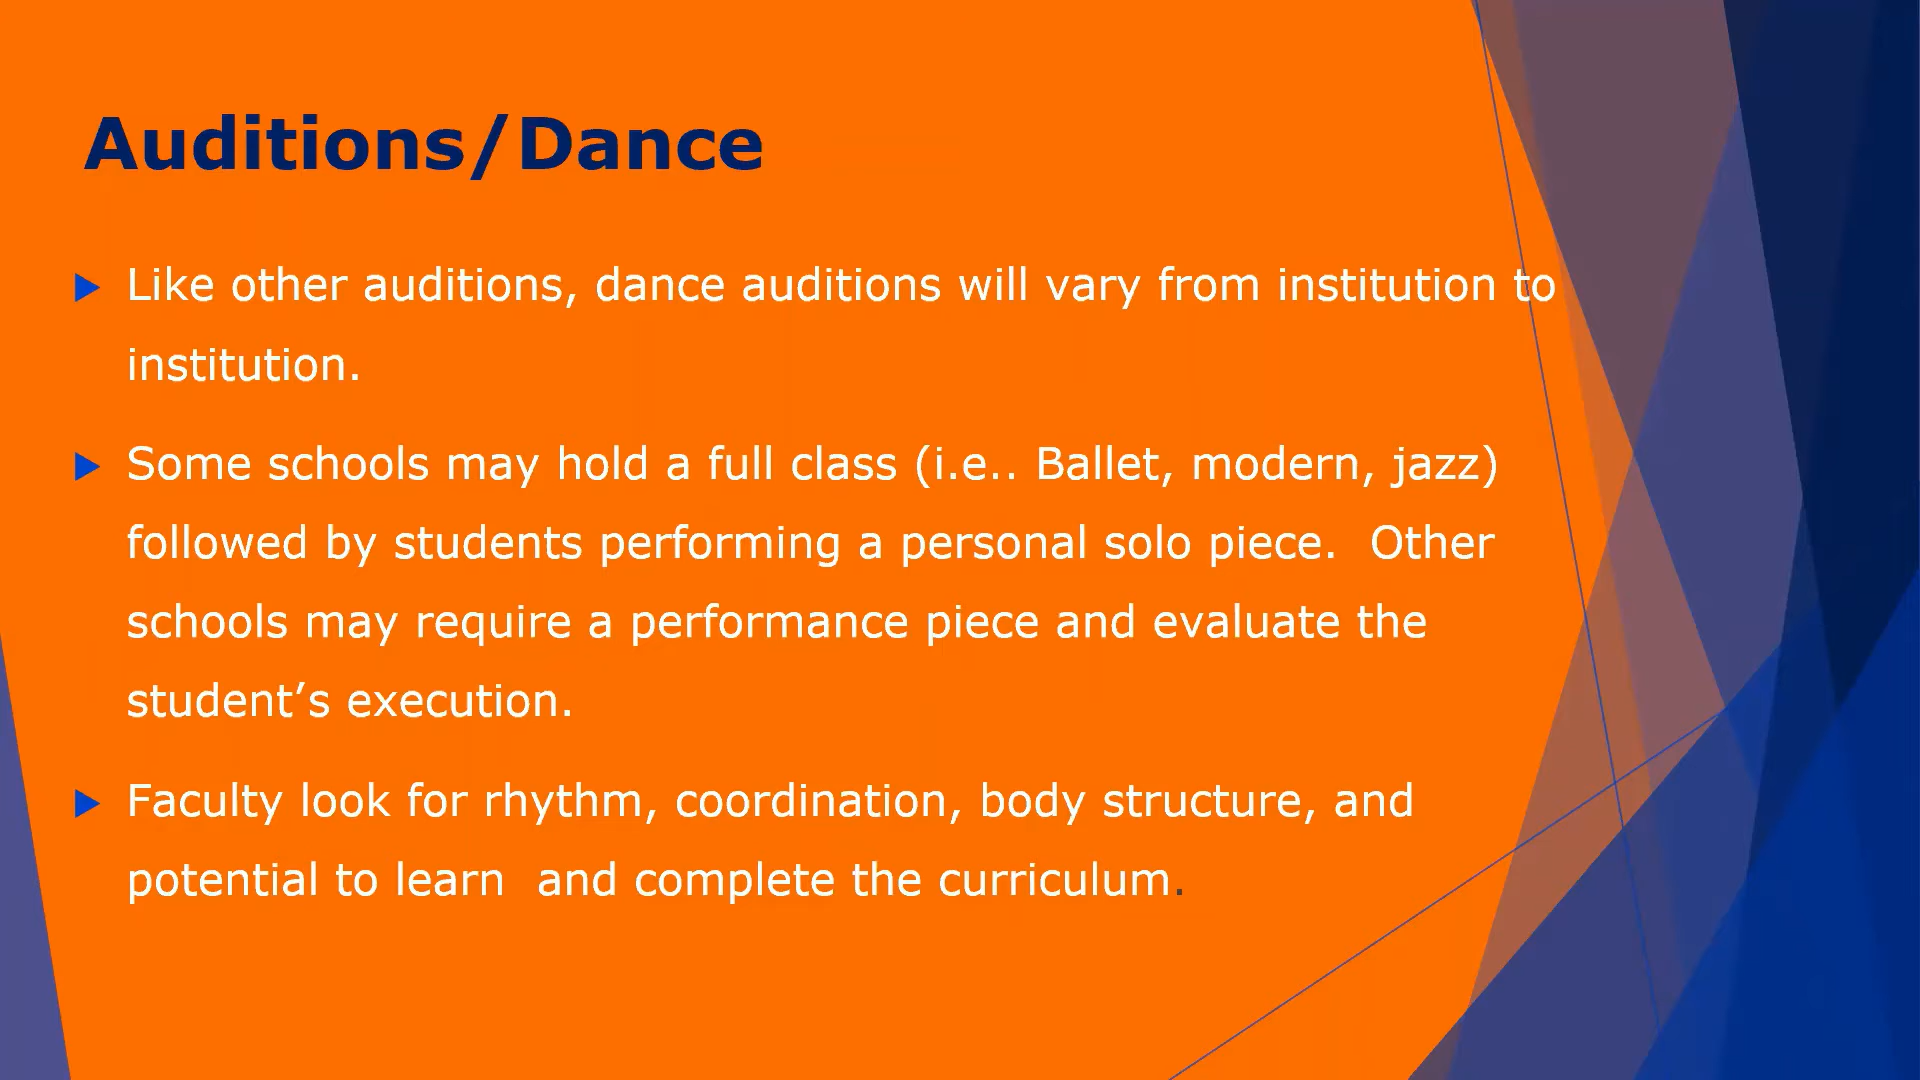 Auditions/Dance
Like other auditions, dance auditions will vary from institution to
institution.
Some schools may hold a full class (i.e.. Ballet, modern, jazz)
followed by students performing a personal solo piece.  Other
schools may require a performance piece and evaluate the
student’s execution.
Faculty look for rhythm, coordination, body structure, and
potential to learn  and complete the curriculum.